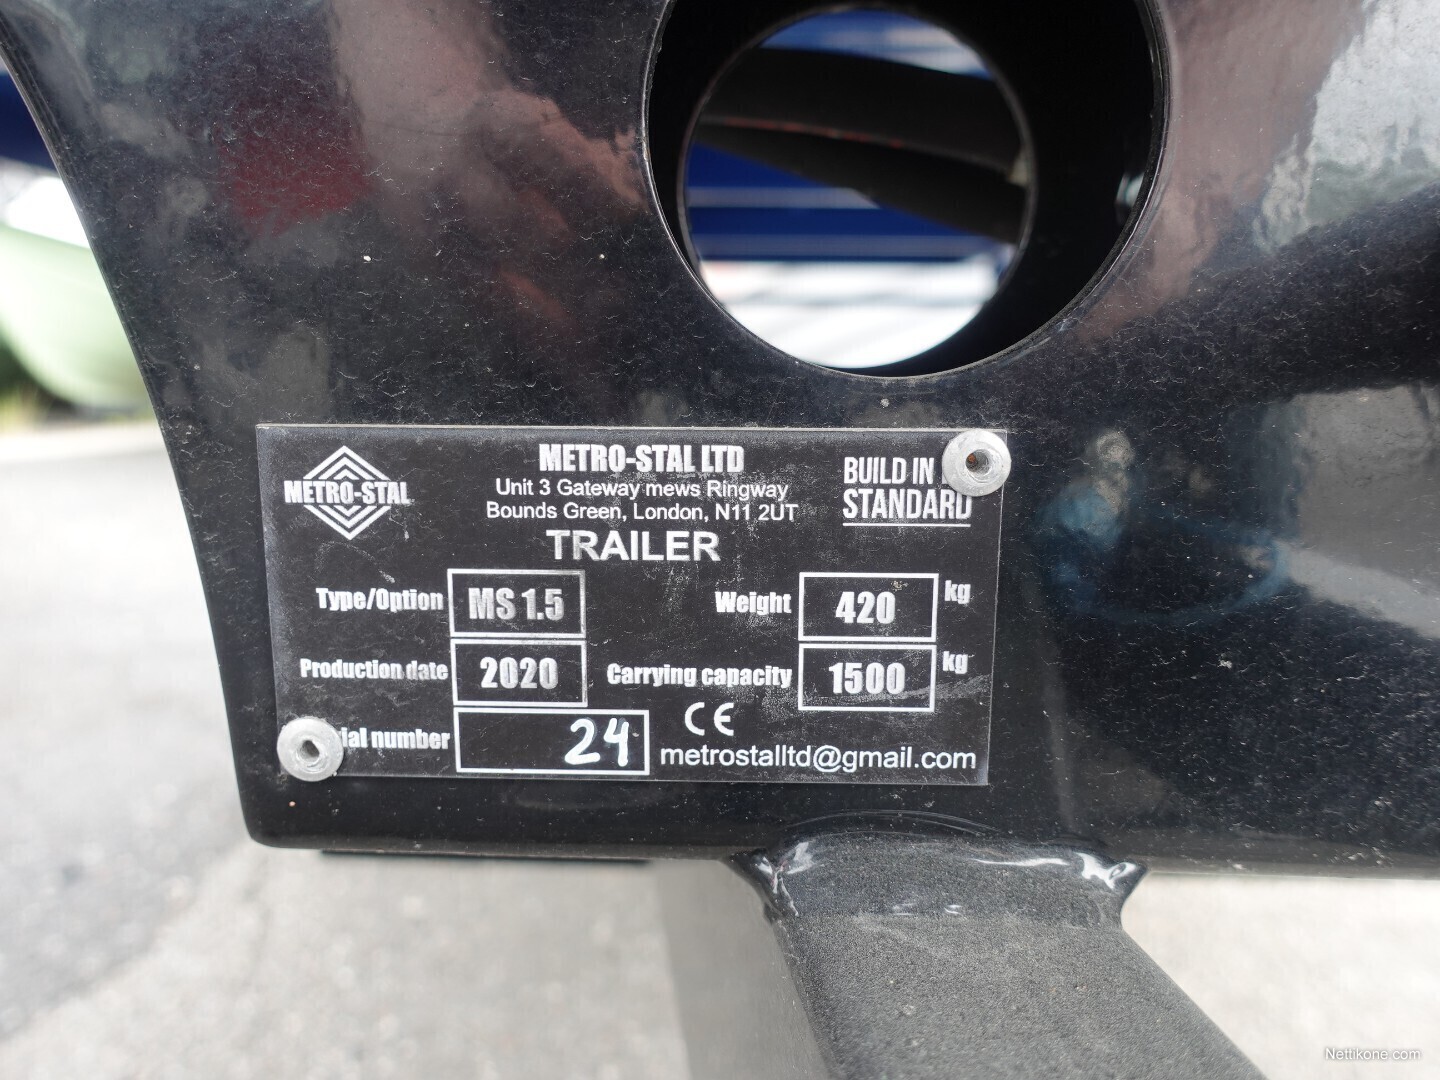 METRO-STAL
METRO-STAL LTD
Unit 3 Gateway mews Ringway
Bounds Green, London, N11 2UT
TRAILER
BUILD IN
STANDARD
Type/Option MS 1.5
Weight 420 kg
Production date 2020
Carrying capacity 1500 kg
number 24
CE
metrostalltd@gmail.com
Nettikone.com